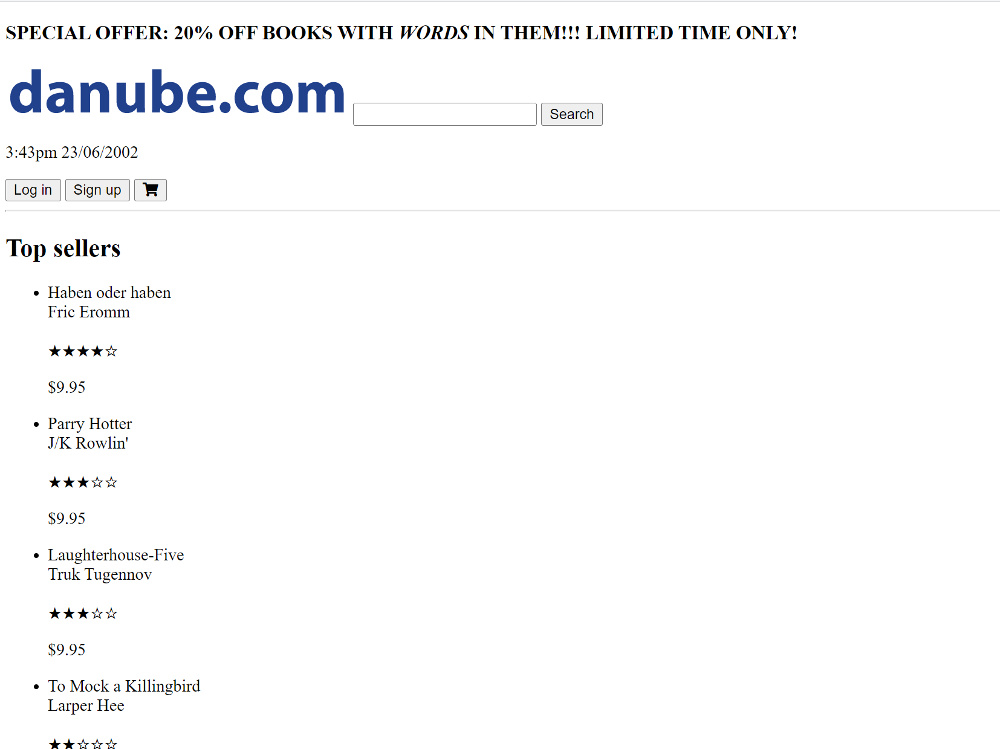 SPECIAL OFFER: 20% OFF BOOKS WITH WORDS IN THEM!!! LIMITED TIME ONLY!
danube.com Search
3:43pm 23/06/2002
Log in Sign up
Top sellers
• Haben oder haben
Fric Eromm
★★★★☆
$9.95
• Parry Hotter
J/K Rowlin'
★★★☆☆
$9.95
• Laughterhouse-Five
Truk Tugennov
★★★☆☆
$9.95
• To Mock a Killingbird
Larper Hee
★★☆☆☆